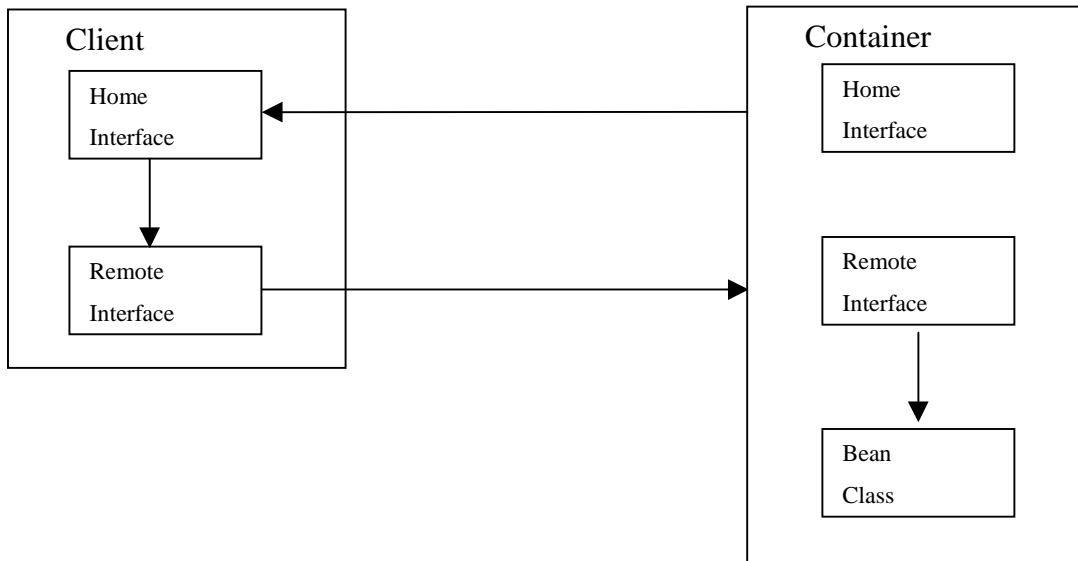 Client
Home
Interface
Remote
Interface
Container
Home
Interface
Remote
Interface
Bean
Class